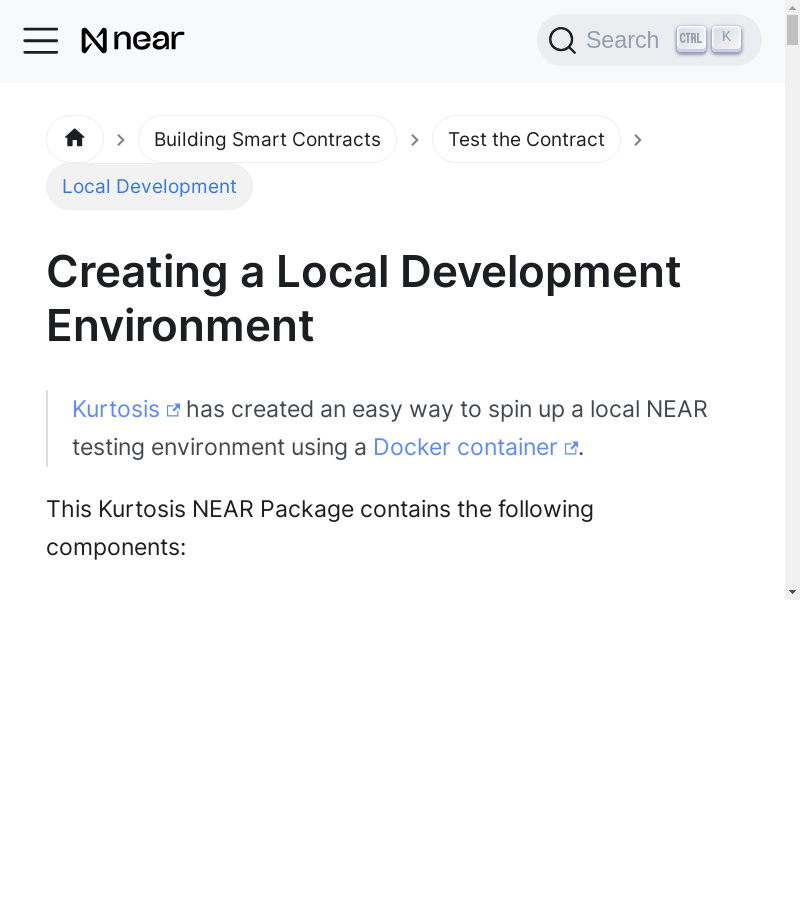 near
Search CTRL K
Building Smart Contracts Test the Contract
Local Development
Creating a Local Development
Environment
Kurtosis has created an easy way to spin up a local NEAR
testing environment using a Docker container.
This Kurtosis NEAR Package contains the following
components: